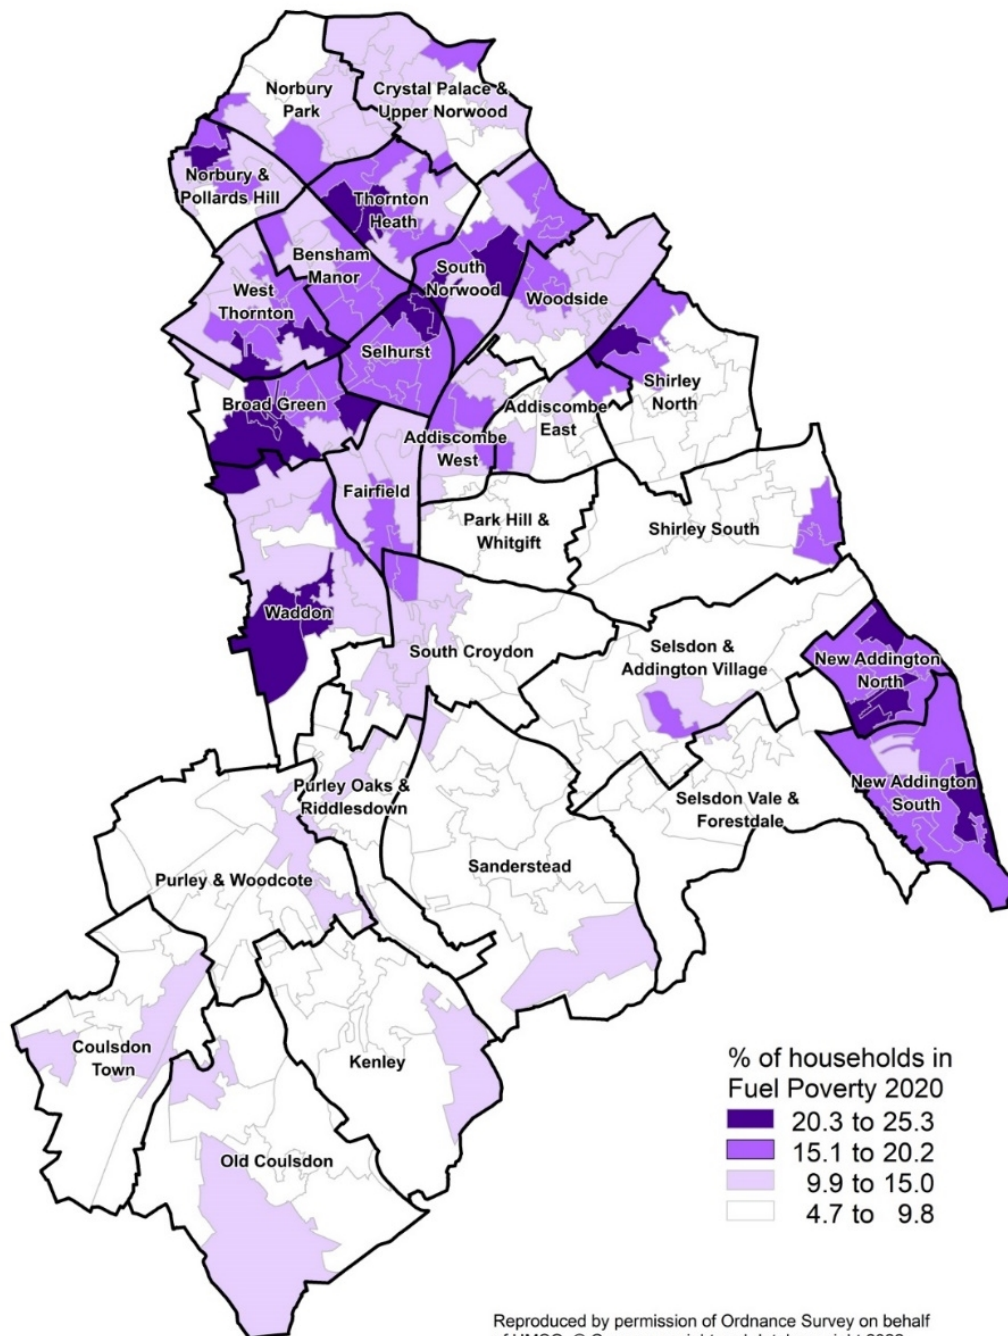 Norbury
Park
Crystal Palace &
Upper Norwood
Norbury &
Pollards Hill
Thornton
Heath
Bensham
Manor
South
Norwood
West
Thornton
Woodside
Selhurst
Shirley
North
Broad Green
Addiscombe
East
Addiscombe
West
Fairfield
Park Hill &
Whitgift
Shirley South
Waddon
South Croydon
Selsdon &
Addington Village
New Addington
North
New Addington
South
Purley Oaks &
Riddlesdown
Selsdon Vale &
Forestdale
Sanderstead
Purley & Woodcote
Coulsdon
Town
Kenley
Old Coulsdon
% of households in
Fuel Poverty 2020
20.3 to 25.3
15.1 to 20.2
9.9 to 15.0
4.7 to 9.8
Reproduced by permission of Ordnance Survey on behalf